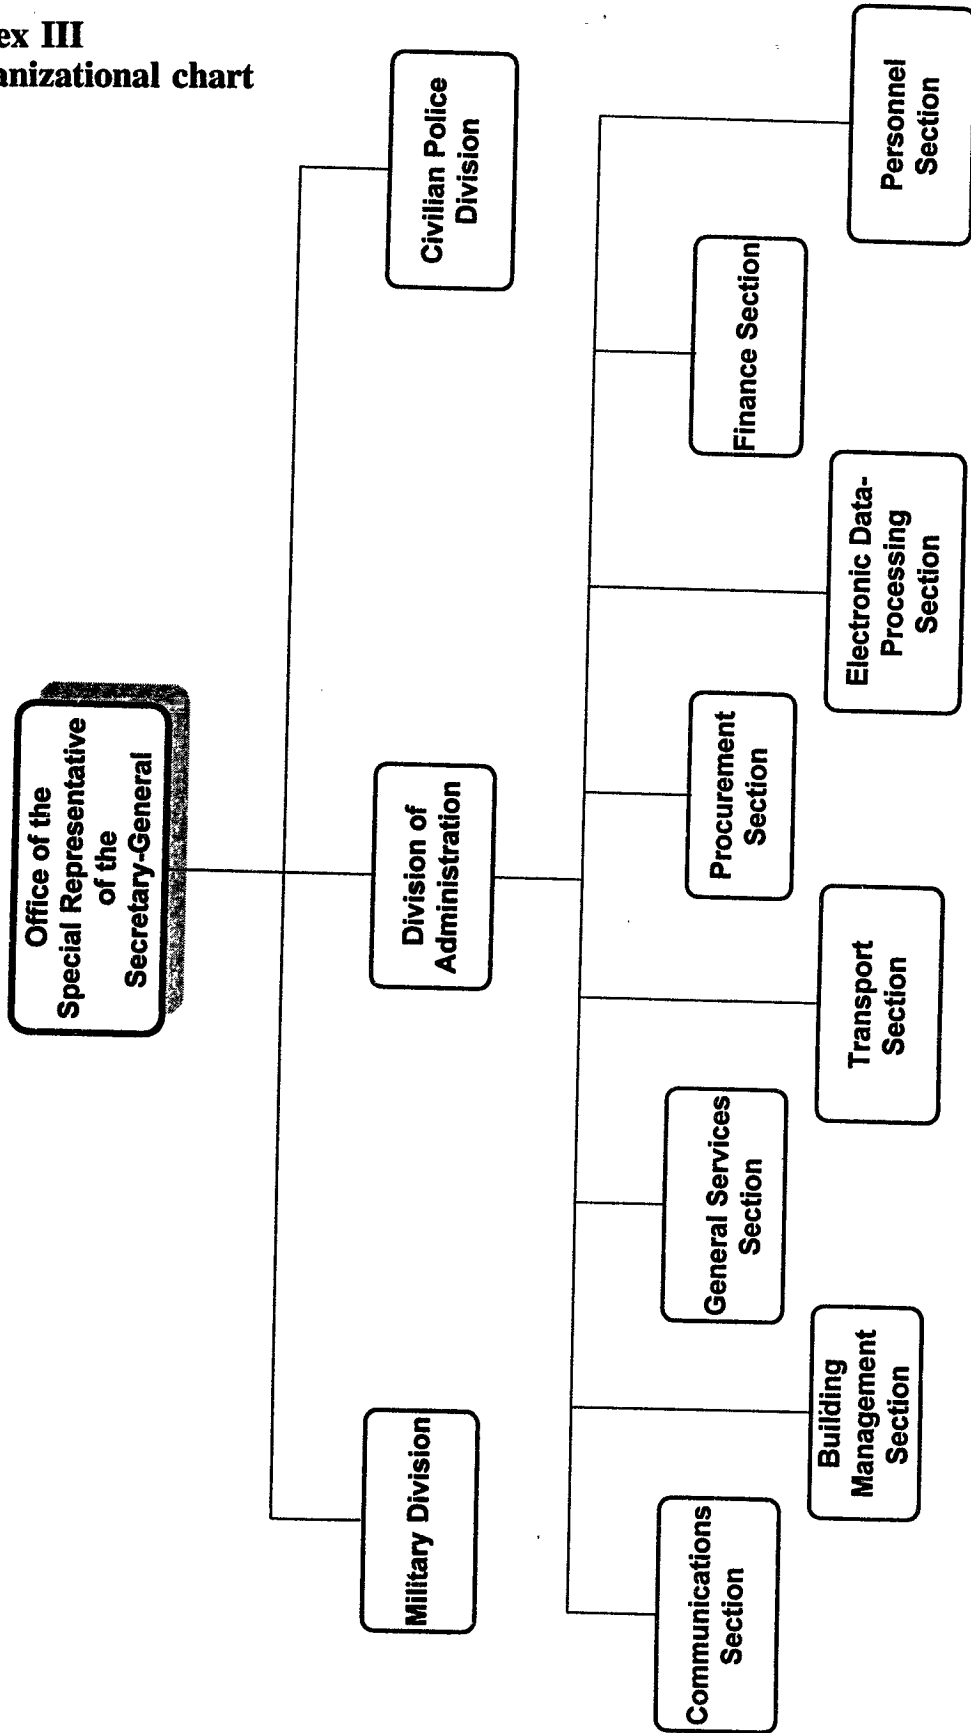 ex III
anizational chart
Office of the
Special Representative
of the
Secretary-General
Military Division
Division of
Administration
Civilian Police
Division
Communications
Section
Building
Management
Section
General Services
Section
Transport
Section
Procurement
Section
Electronic Data-
Processing
Section
Finance Section
Personnel
Section